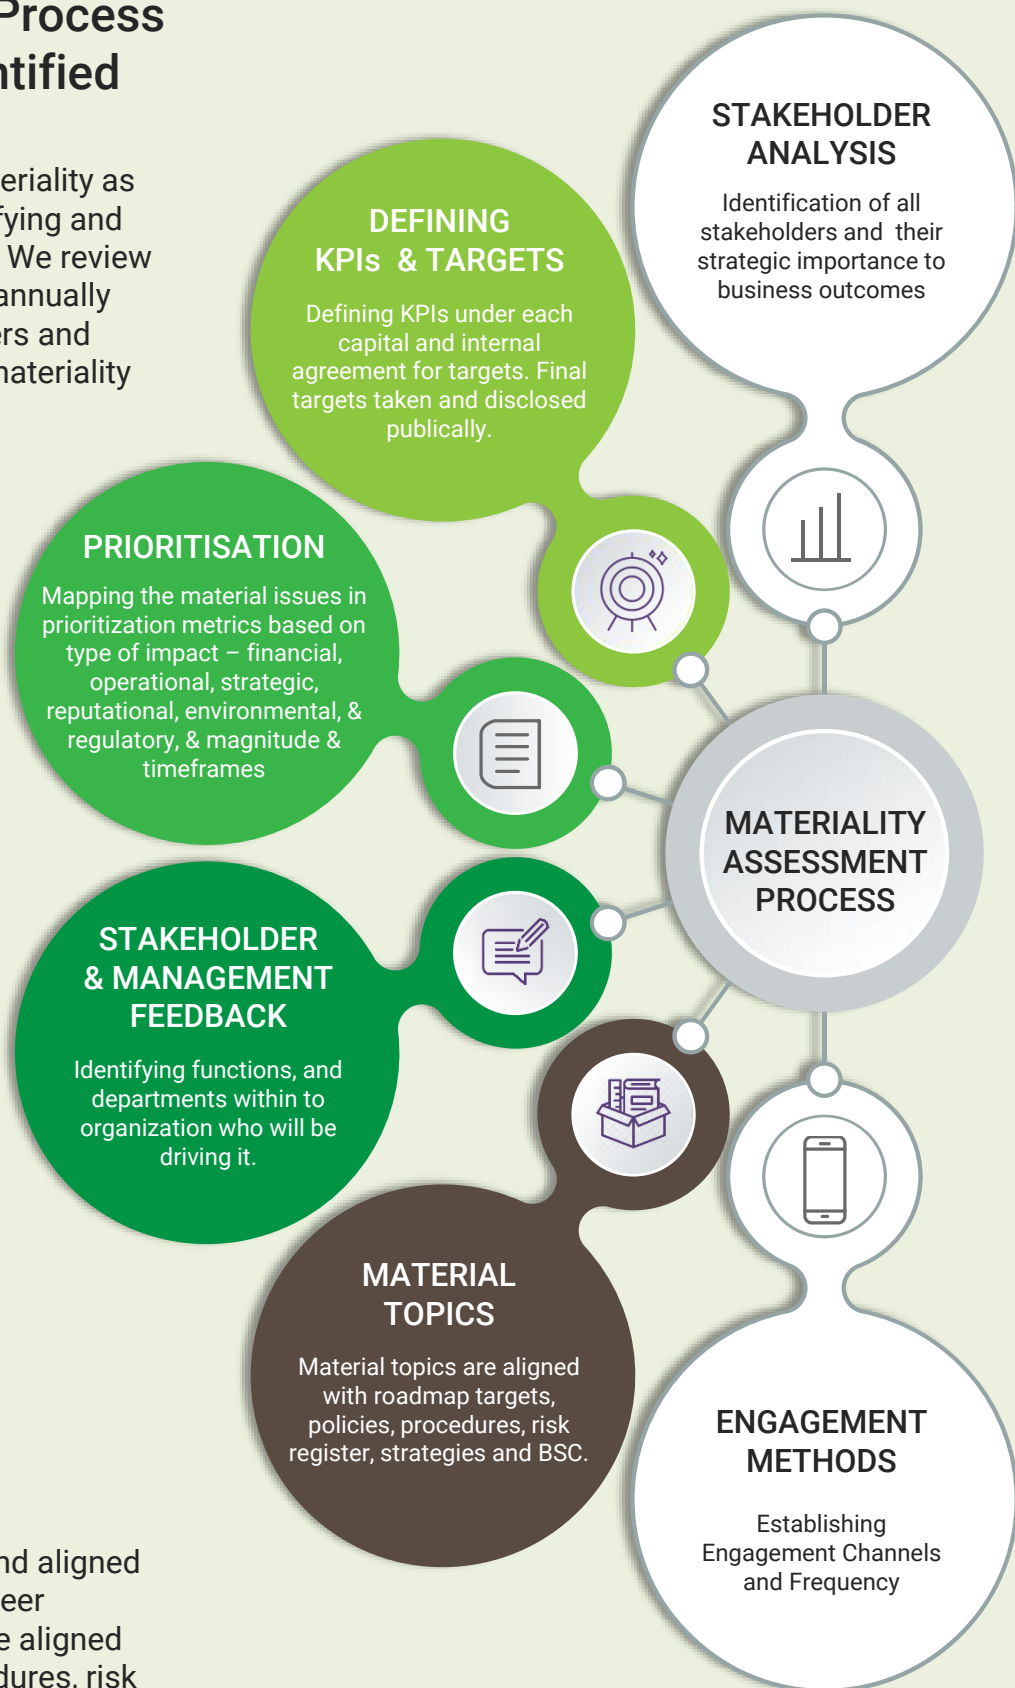 Process
ntified
eriality as
fying and
We review
annually
ers and
materiality
STAKEHOLDER
ANALYSIS
Identification of all
stakeholders and their
strategic importance to
business outcomes
DEFINING
KPIs & TARGETS
Defining KPIs under each
capital and internal
agreement for targets. Final
targets taken and disclosed
publically.
PRIORITISATION
Mapping the material issues in
prioritization metrics based on
type of impact – financial,
operational, strategic,
reputational, environmental, &
regulatory, & magnitude &
timeframes
MATERIALITY
ASSESSMENT
PROCESS
STAKEHOLDER
& MANAGEMENT
FEEDBACK
Identifying functions, and
departments within to
organization who will be
driving it.
MATERIAL
TOPICS
Material topics are aligned
with roadmap targets,
policies, procedures, risk
register, strategies and BSC.
ENGAGEMENT
METHODS
Establishing
Engagement Channels
and Frequency
nd aligned
eer
e aligned
dures, risk